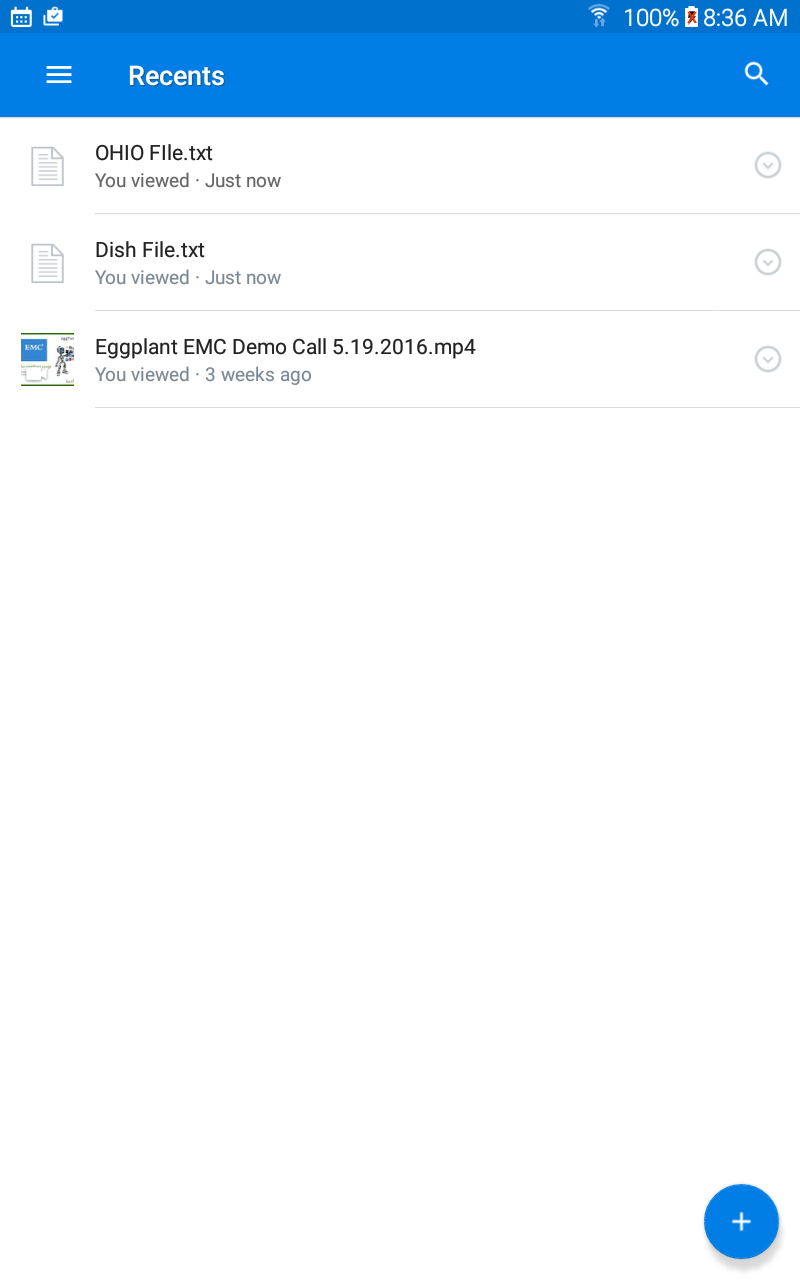 100% 8:36 AM
Recents
OHIO FIle.txt
You viewed · Just now
Dish File.txt
You viewed · Just now
EMC
Eggplant EMC Demo Call 5.19.2016.mp4
You viewed · 3 weeks ago